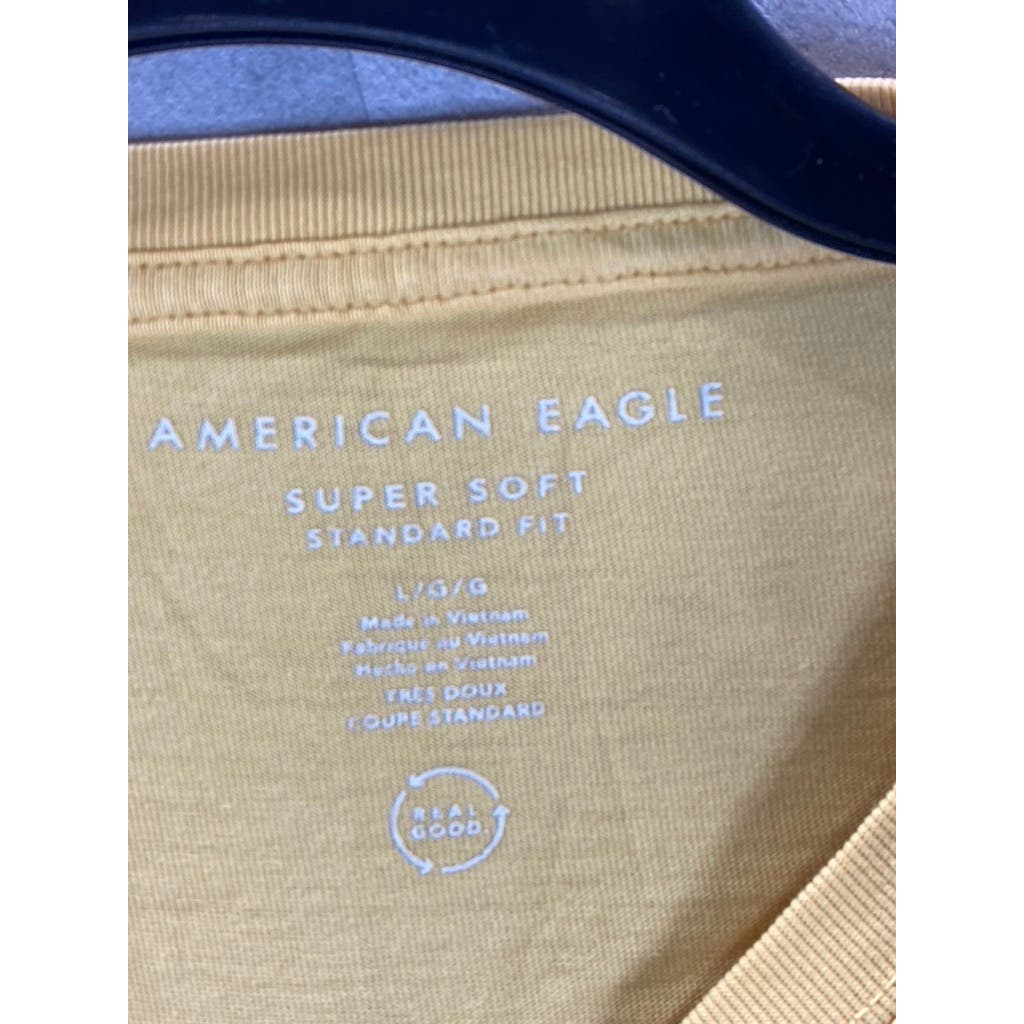 AMERICAN EAGLE
SUPER SOFT
STANDARD FIT
L/G/G
Made in Vietnam
Fabriqué au Vietnam
Hecho en Vietnam
TRÈS DOUX
COUPE STANDARD
REAL
GOOD